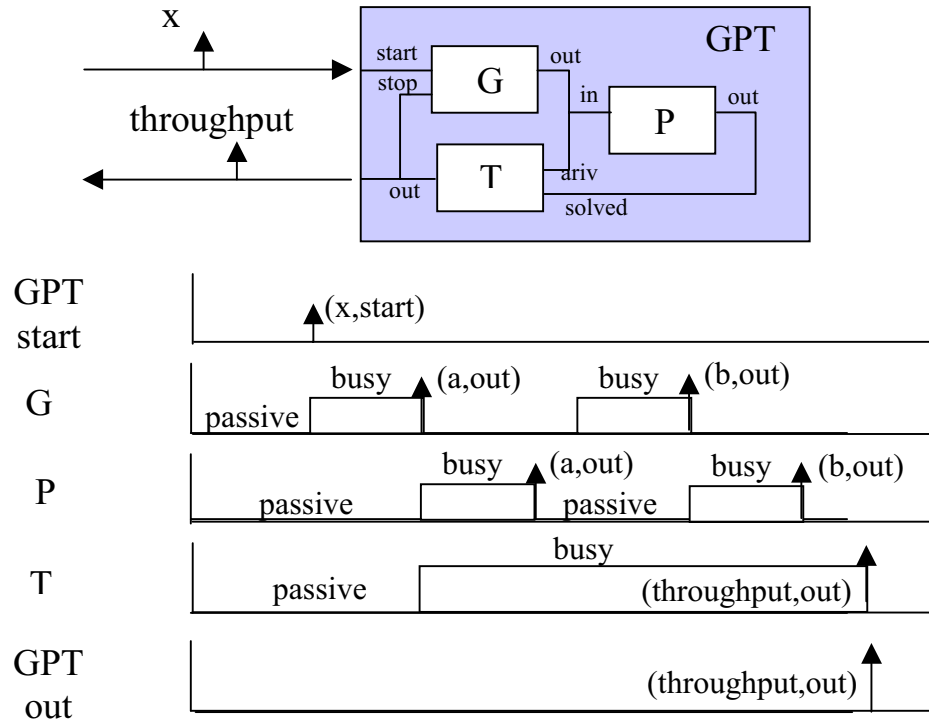 x
GPT
start
out
stop
G
in
out
P
throughput
T
ariv
out
solved
GPT
start
(x,start)
G
passive
busy
(a,out)
busy
(b,out)
P
passive
busy
(a,out)
passive
busy
(b,out)
T
passive
busy
(throughput,out)
GPT
out
(throughput,out)